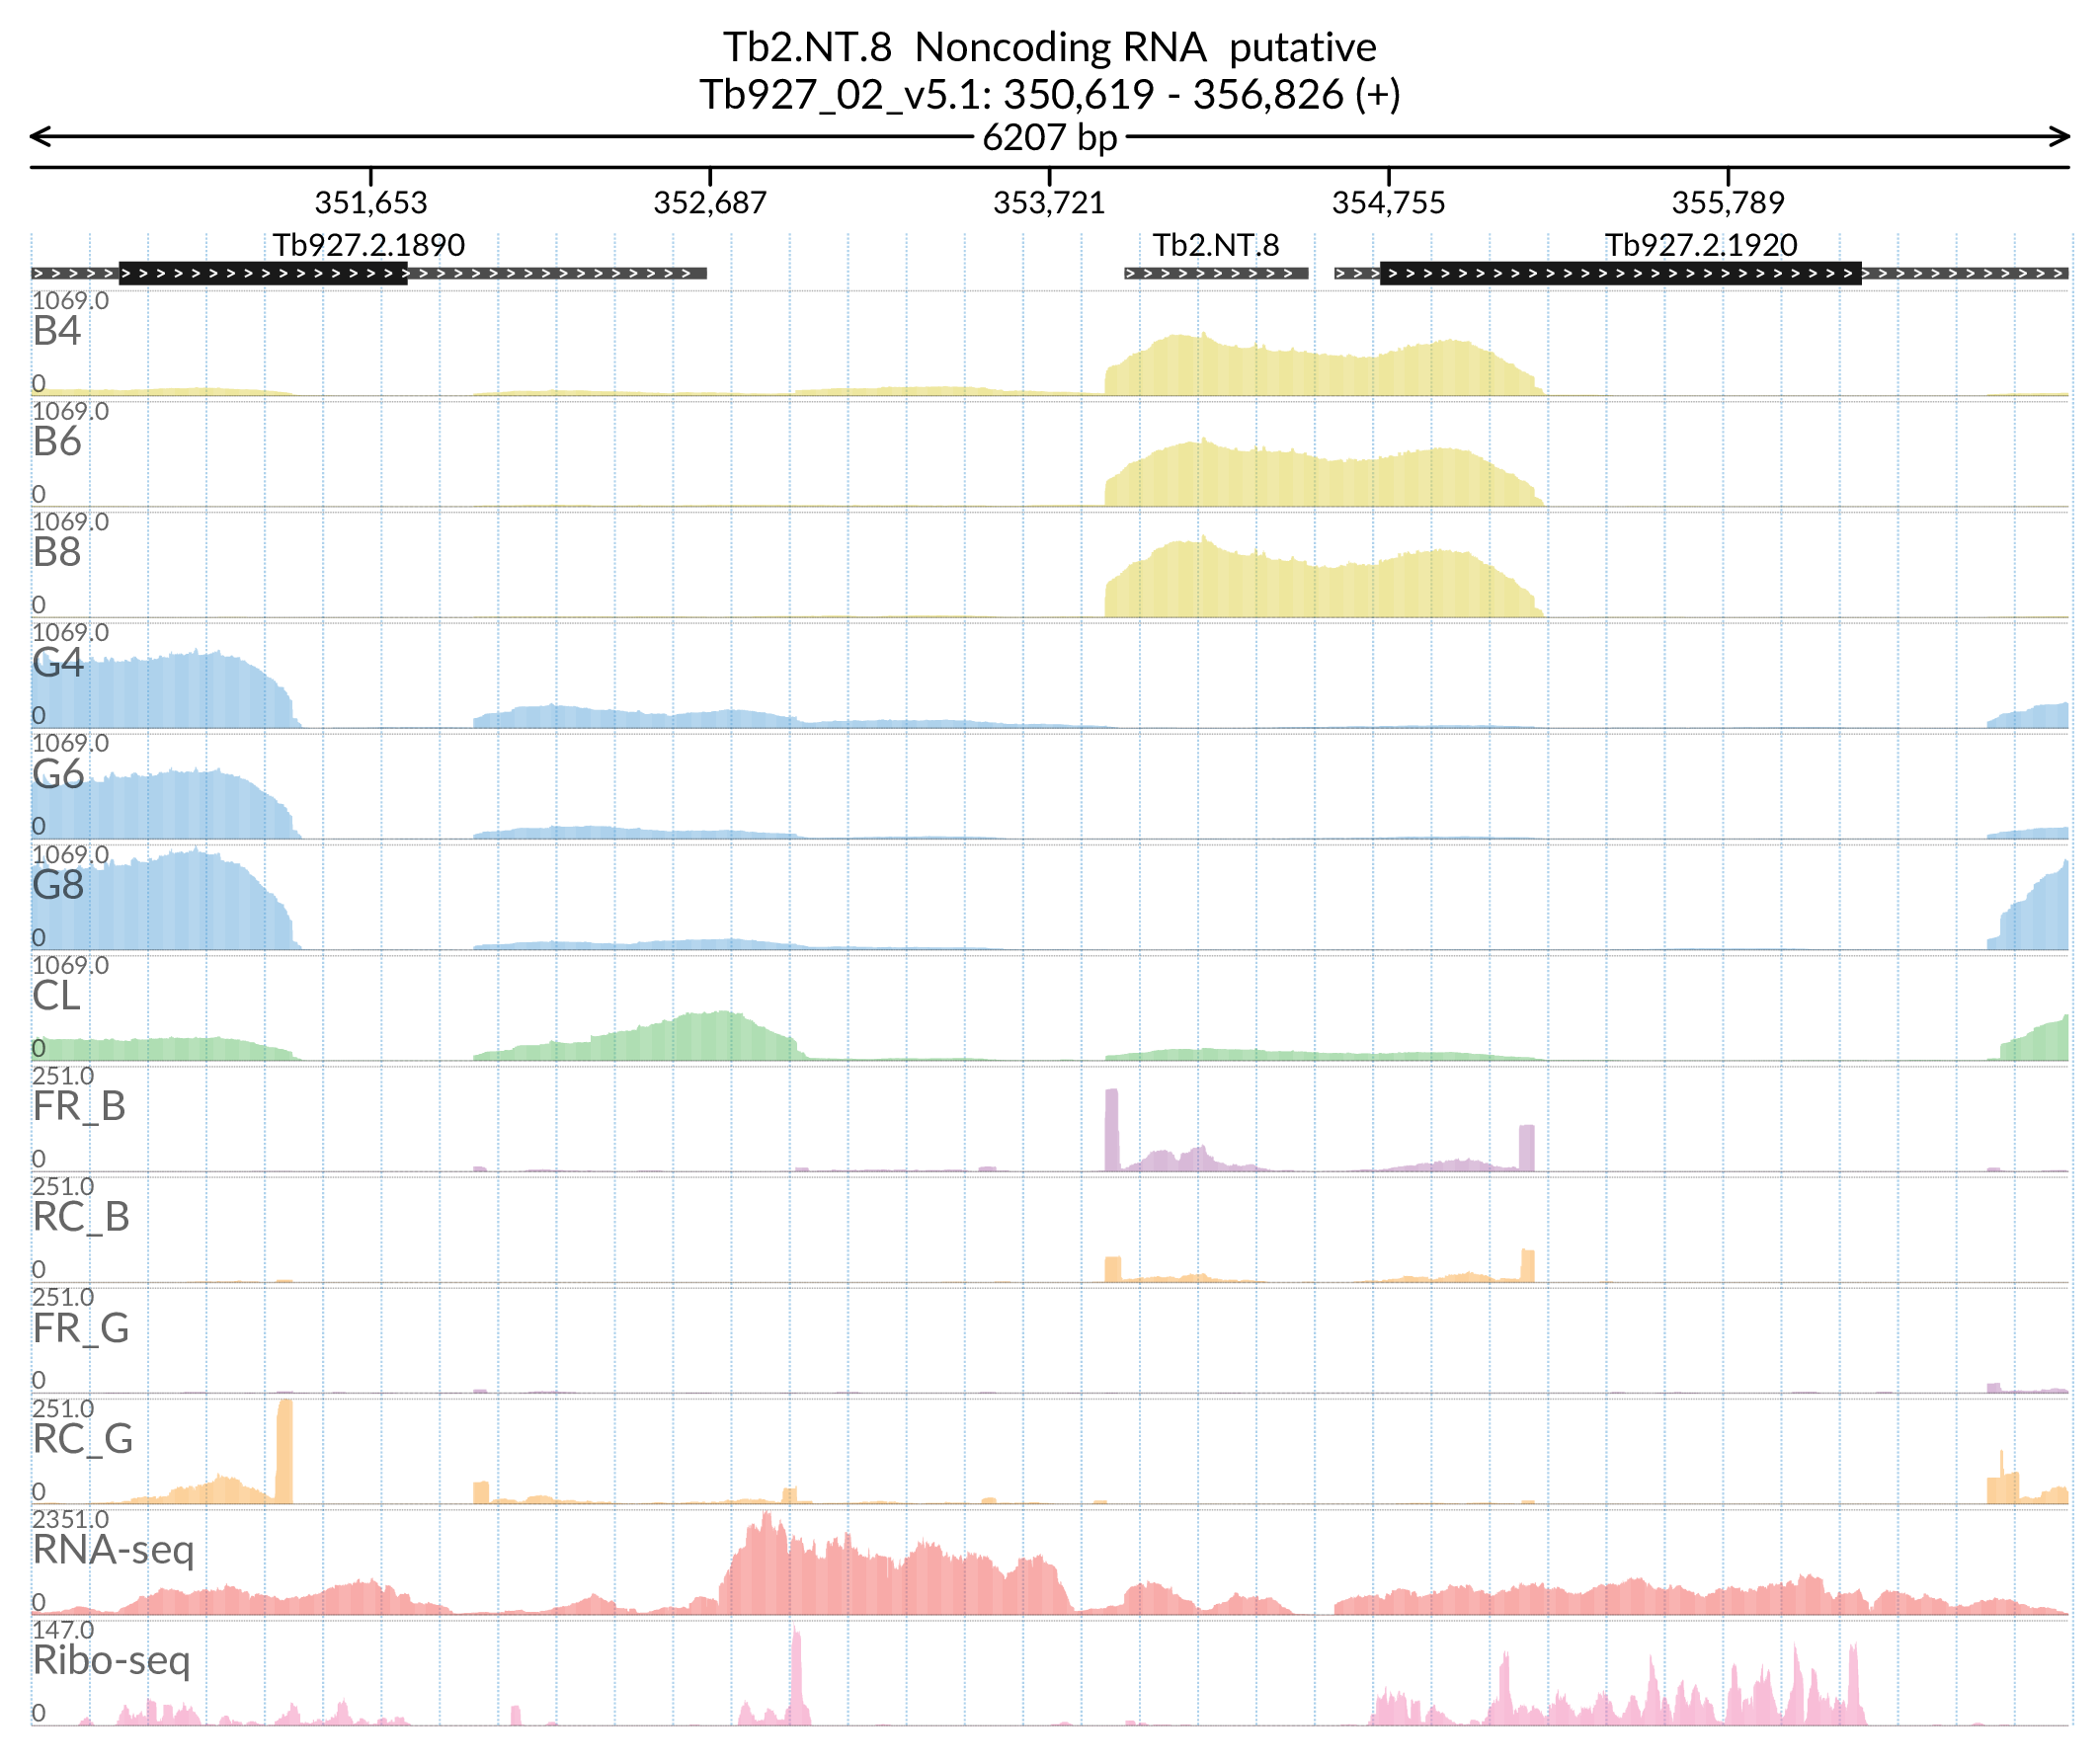 Tb2.NT.8 Noncoding RNA putative
Tb927_02_v5.1: 350,619 - 356,826 (+)
6207 bp
351,653 352,687 353,721 354,755 355,789
Tb927.2.1890 Tb2.NT.8 Tb927.2.1920
1069.0
B4
0
1069.0
B6
0
1069.0
B8
0
1069.0
G4
0
1069.0
G6
0
1069.0
G8
0
1069.0
CL
0
251.0
FR_B
0
251.0
RC_B
0
251.0
FR_G
0
251.0
RC_G
0
2351.0
RNA-seq
0
147.0
Ribo-seq
0